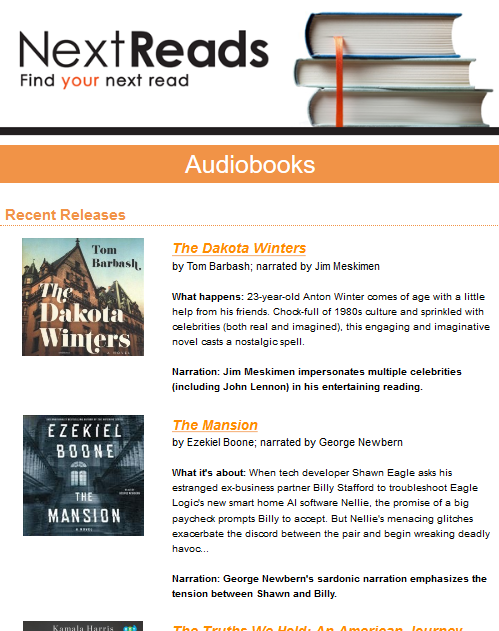 NextReads
Find your next read
Audiobooks
Recent Releases
Tom
Barbash
The
Dakota
Winters
A NOVEL
The Dakota Winters
by Tom Barbash; narrated by Jim Meskimen
What happens: 23-year-old Anton Winter comes of age with a little
help from his friends. Chock-full of 1980s culture and sprinkled with
celebrities (both real and imagined), this engaging and imaginative
novel casts a nostalgic spell.
Narration: Jim Meskimen impersonates multiple celebrities
(including John Lennon) in his entertaining reading.
EZEKIEL
BOONE
THE
MANSION
A NOVEL
The Mansion
by Ezekiel Boone; narrated by George Newbern
What it's about: When tech developer Shawn Eagle asks his
estranged ex-business partner Billy Stafford to troubleshoot Eagle
Logic's new smart home AI software Nellie, the promise of a big
paycheck prompts Billy to accept. But Nellie's menacing glitches
exacerbate the discord between the pair and begin wreaking deadly
havoc...
Narration: George Newbern's sardonic narration emphasizes the
tension between Shawn and Billy.
Kamala Harris
The Truths We Hold: An American Journey